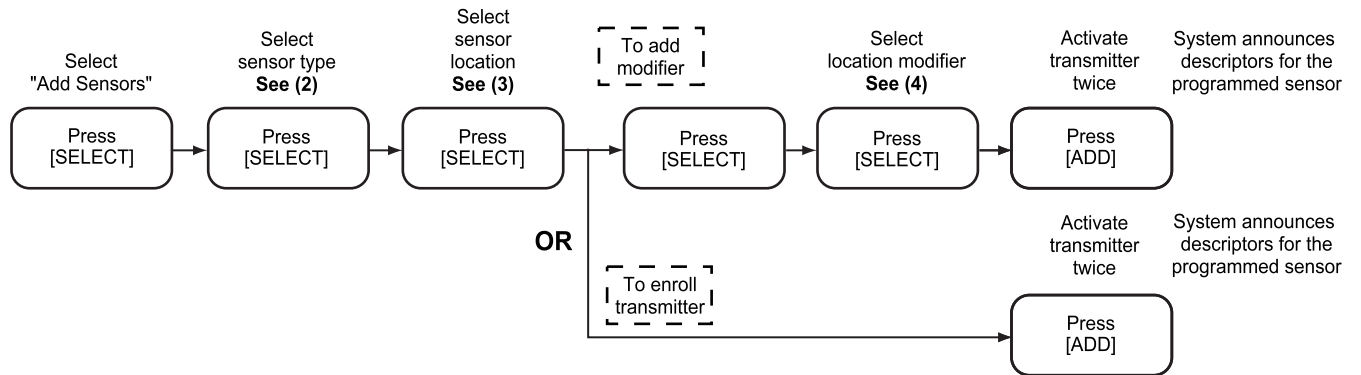 Select
"Add Sensors"
Press
[SELECT]
Select
sensor type
See (2)
Press
[SELECT]
Select
sensor
location
See (3)
Press
[SELECT]
To add
modifier
Press
[SELECT]
Select
location modifier
See (4)
Press
[SELECT]
Activate
transmitter
twice
Press
[ADD]
System announces
descriptors for the
programmed sensor
OR
To enroll
transmitter
Activate
transmitter
twice
Press
[ADD]
System announces
descriptors for the
programmed sensor